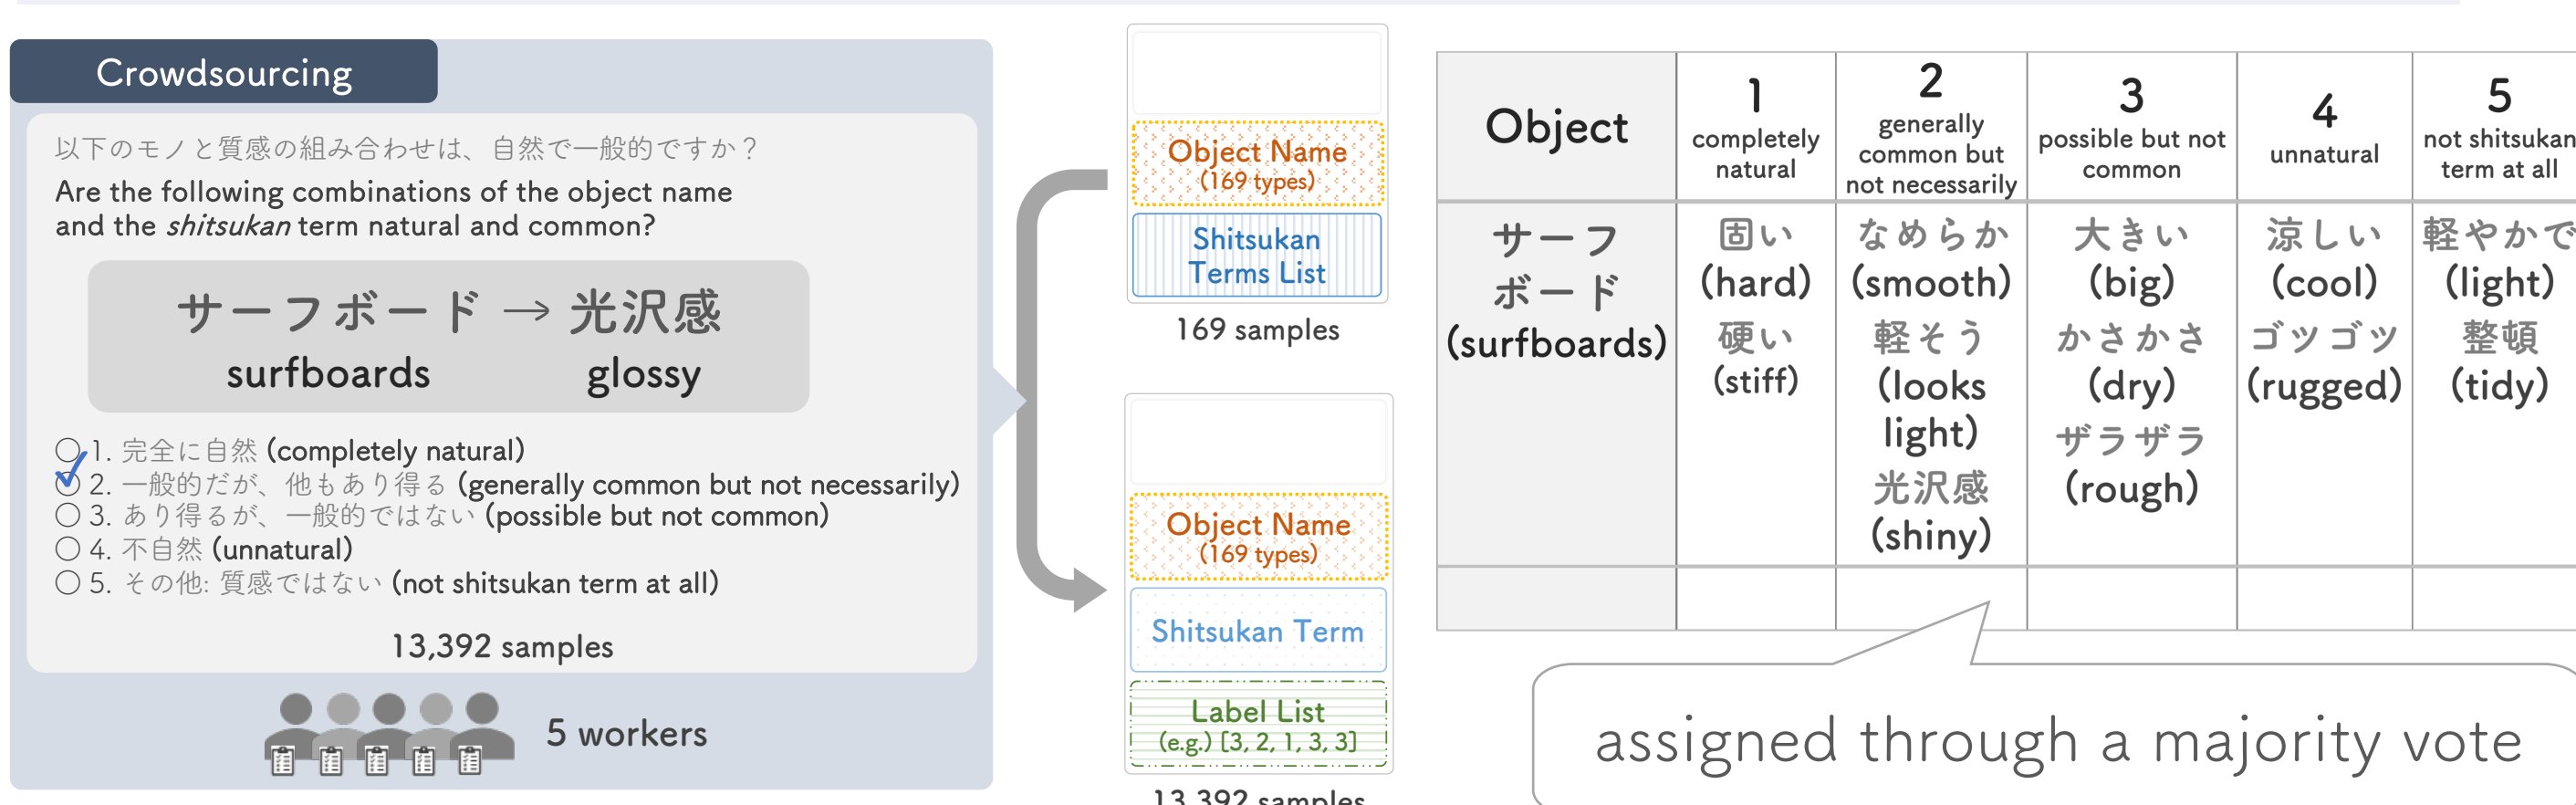 Crowdsourcing
以下のモノと質感の組み合わせは、自然で一般的ですか？
Are the following combinations of the object name
and the shitsukan term natural and common?
サーフボード → 光沢感
surfboards glossy
1. 完全に自然 (completely natural)
2. 一般的だが、他もあり得る (generally common but not necessarily)
3. あり得るが、一般的ではない (possible but not common)
4. 不自然 (unnatural)
5. その他: 質感ではない (not shitsukan term at all)
13,392 samples
5 workers
Object Name
(169 types)
Shitsukan
Terms List
169 samples
Object Name
(169 types)
Shitsukan Term
Label List
(e.g.) [3, 2, 1, 3, 3]
13,392 samples
Object
1
completely
natural
2
generally
common but
not necessarily
3
possible but not
common
4
unnatural
5
not shitsukan
term at all
サーフ
ボード
(surfboards)
固い
(hard)
硬い
(stiff)
なめらか
(smooth)
軽そう
(looks
light)
光沢感
(shiny)
大きい
(big)
かさかさ
(dry)
ザラザラ
(rough)
涼しい
(cool)
ゴツゴツ
(rugged)
軽やかで
(light)
整頓
(tidy)
assigned through a majority vote